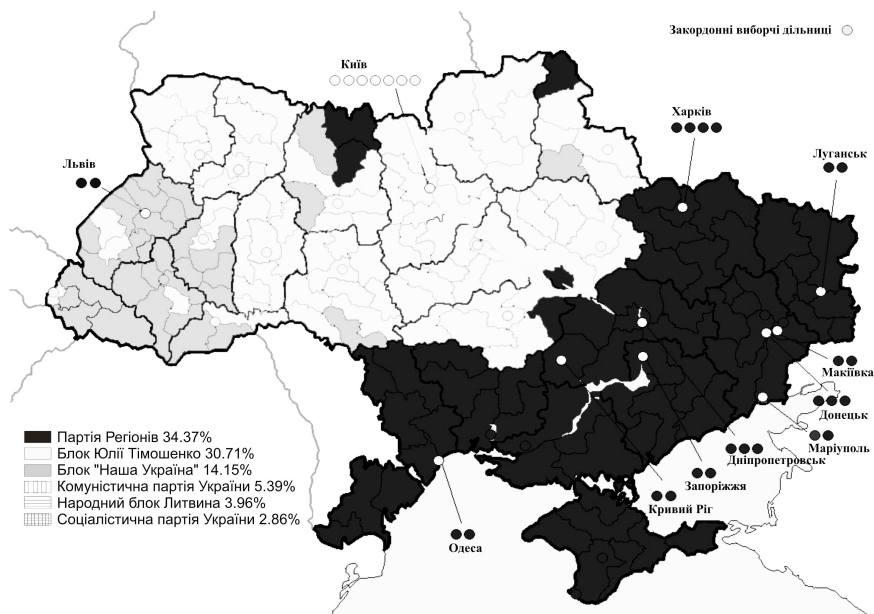 Закордонні виборчі дільниці
Київ
Харків
Львів
Луганськ
Макіївка
Донецьк
Маріуполь
Дніпропетровськ
Запоріжжя
Кривий Ріг
Одеса
Партія Регіонів 34.37%
Блок Юлії Тімошенко 30.71%
Блок "Наша Україна" 14.15%
Комуністична партія України 5.39%
Народний блок Литвина 3.96%
Соціалістична партія України 2.86%